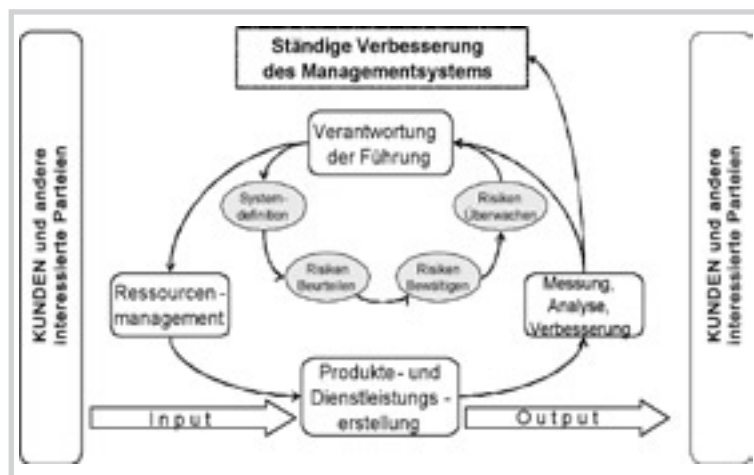 KUNDEN und andere
interessierte Parteien
Ständige Verbesserung
des Managementsystems
Verantwortung
der Führung
System-
definition
Risiken
Überwachen
Risiken
Beurteilen
Risiken
Bewältigen
Ressourcen-
management
Messung,
Analyse,
Verbesserung
Produkte- und
Dienstleistungs-
erstellung
Input
Output
KUNDEN und andere
interessierte Parteien